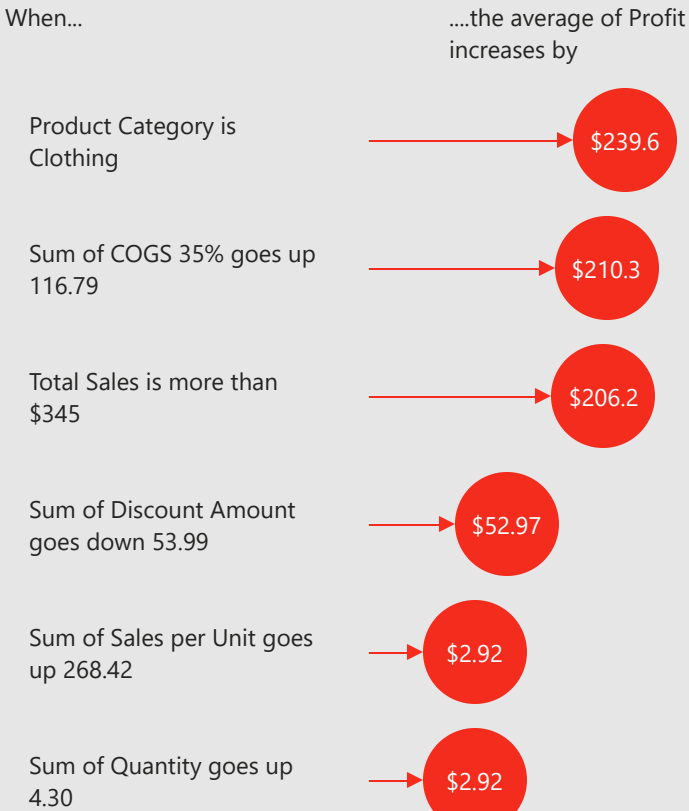 When...
....the average of Profit
increases by
Product Category is
Clothing
$239.6
Sum of COGS 35% goes up
116.79
$210.3
Total Sales is more than
$345
$206.2
Sum of Discount Amount
goes down 53.99
$52.97
Sum of Sales per Unit goes
up 268.42
$2.92
Sum of Quantity goes up
4.30
$2.92